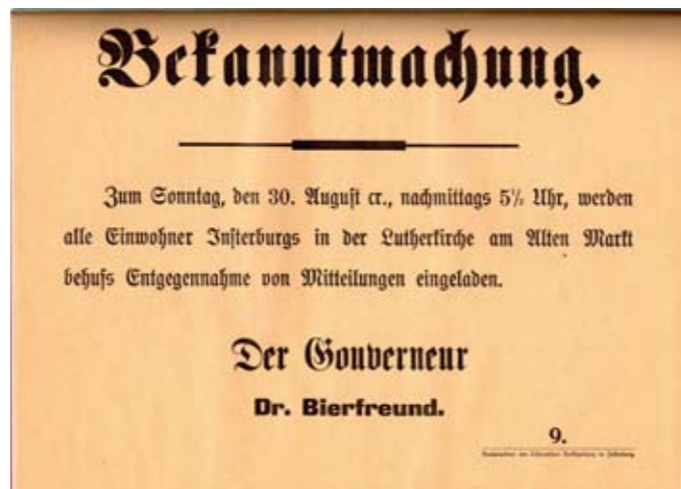 Bekanntmachung.
Zum Sonntag, den 30. August cr., nachmittags 5½ Uhr, werden
alle Einwohner Insterburgs in der Lutherkirche am Alten Markt
behufs Entgegennahme von Mitteilungen eingeladen.
Der Gouverneur
Dr. Bierfreund.
9.